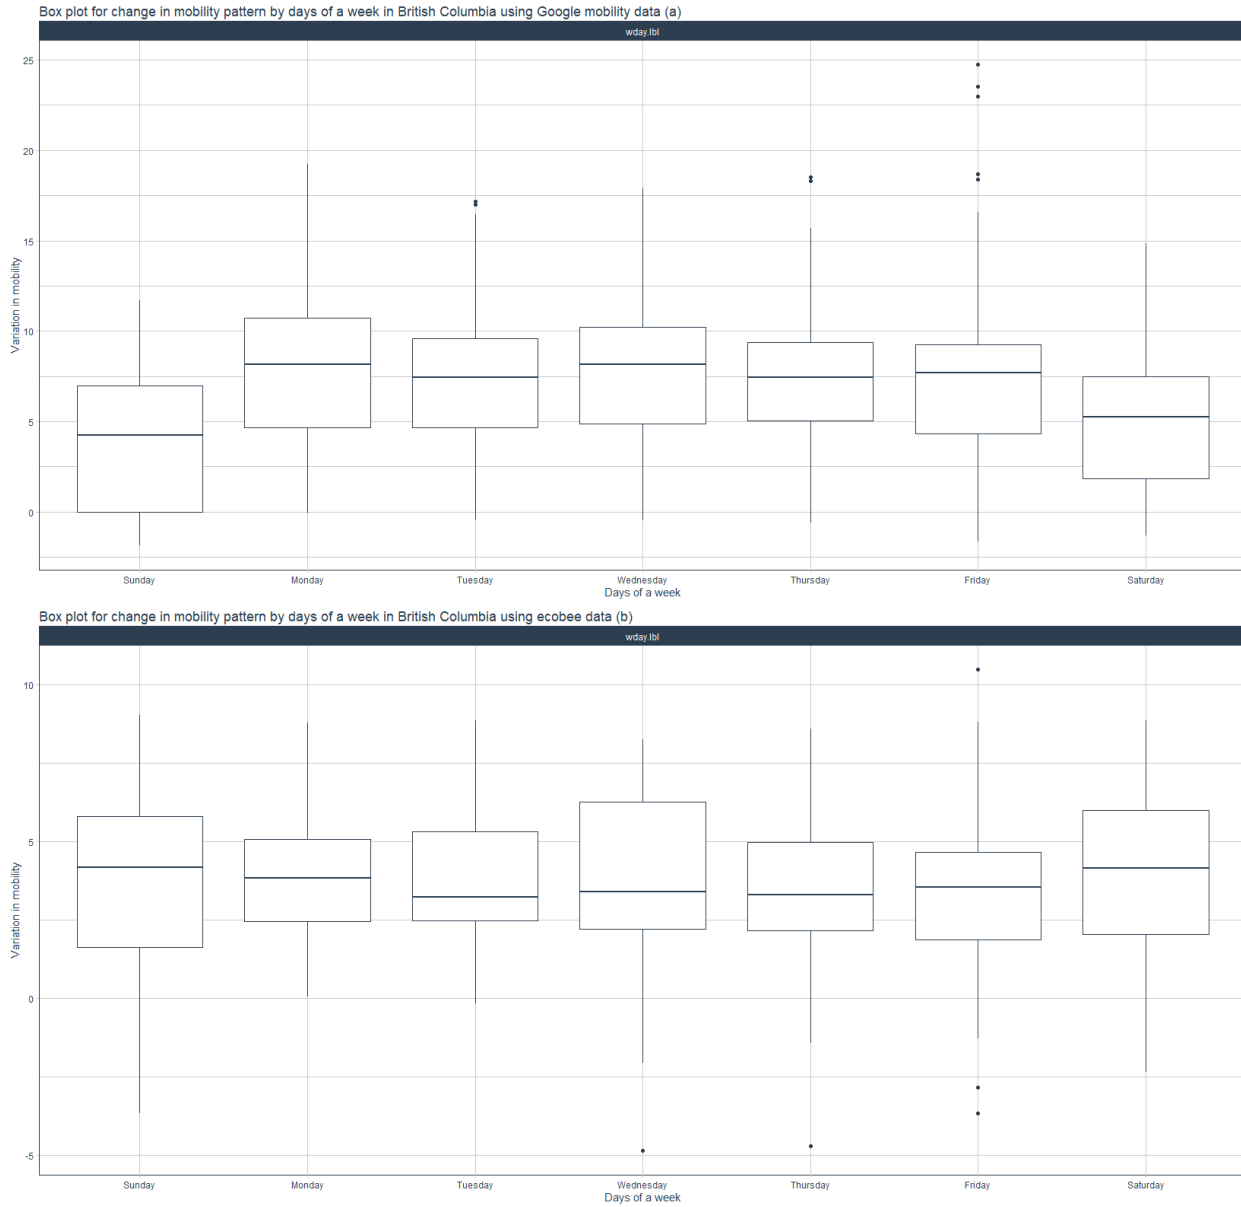 Box plot for change in mobility pattern by days of a week in British Columbia using Google mobility data (a)
wday.lbl
25
20
15
10
5
0
Variation in mobility
Sunday Monday Tuesday Wednesday Thursday Friday Saturday
Days of a week
Box plot for change in mobility pattern by days of a week in British Columbia using ecobee data (b)
wday.lbl
10
5
0
-5
Variation in mobility
Sunday Monday Tuesday Wednesday Thursday Friday Saturday
Days of a week